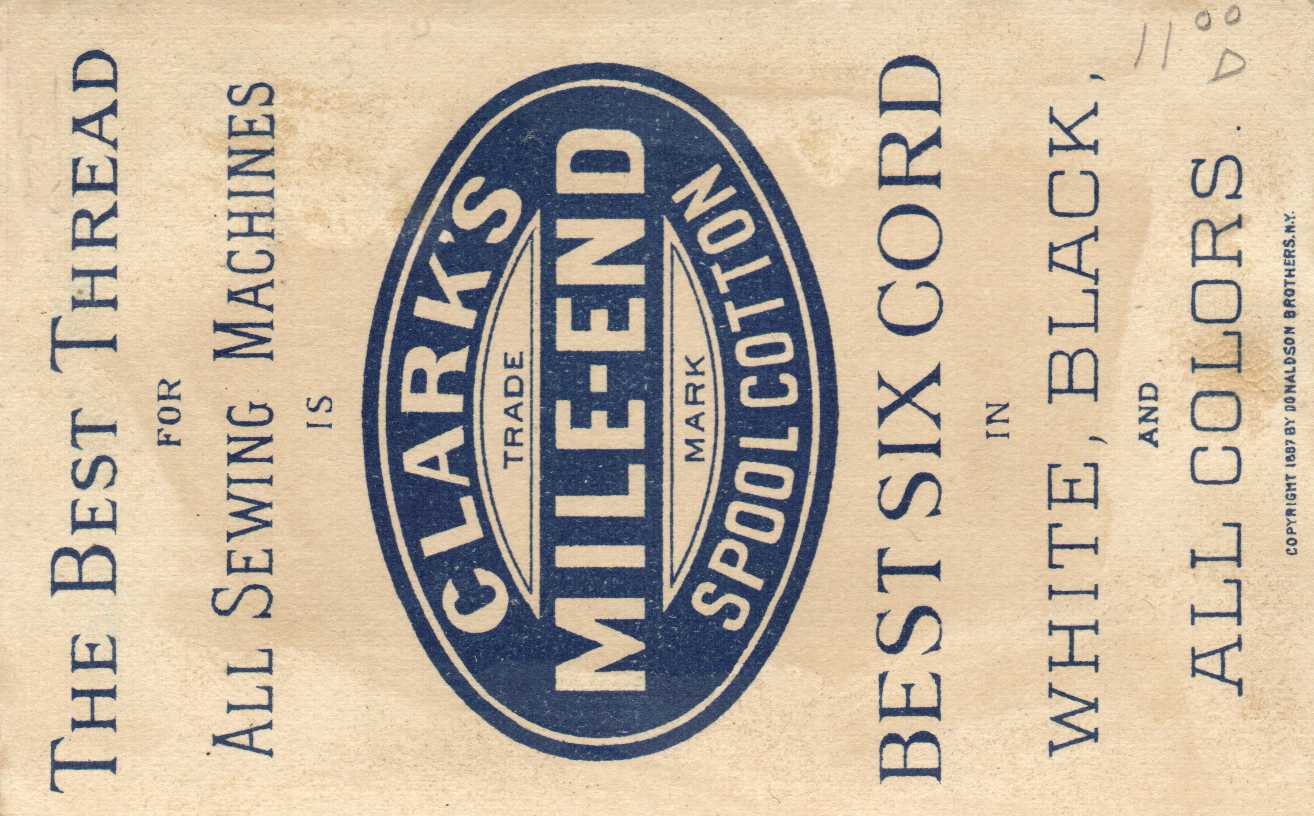 THE BEST THREAD
FOR
ALL SEWING MACHINES
IS
CLARK'S
TRADE
MILE-END
MARK
SPOOL COTTON
BEST SIX CORD
IN
WHITE, BLACK,
AND
ALL COLORS.
COPYRIGHT 1887 BY DONALDSON BROTHERS, N.Y.
11 00
D